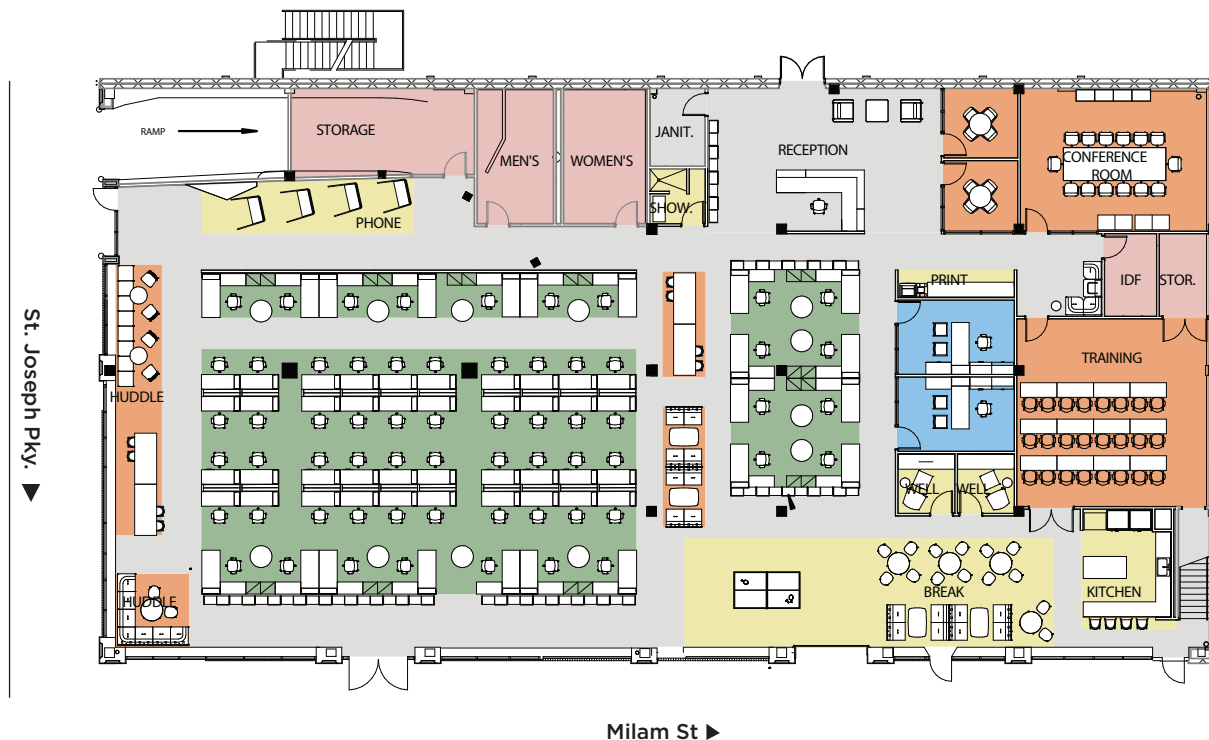 RAMP
STORAGE
MEN'S
WOMEN'S
JANIT.
SHOW.
RECEPTION
CONFERENCE
ROOM
PHONE
PRINT
IDF
STOR.
TRAINING
HUDDLE
WELL
WELL
HUDDLE
BREAK
KITCHEN
St. Joseph Pky. ▶
Milam St ▶